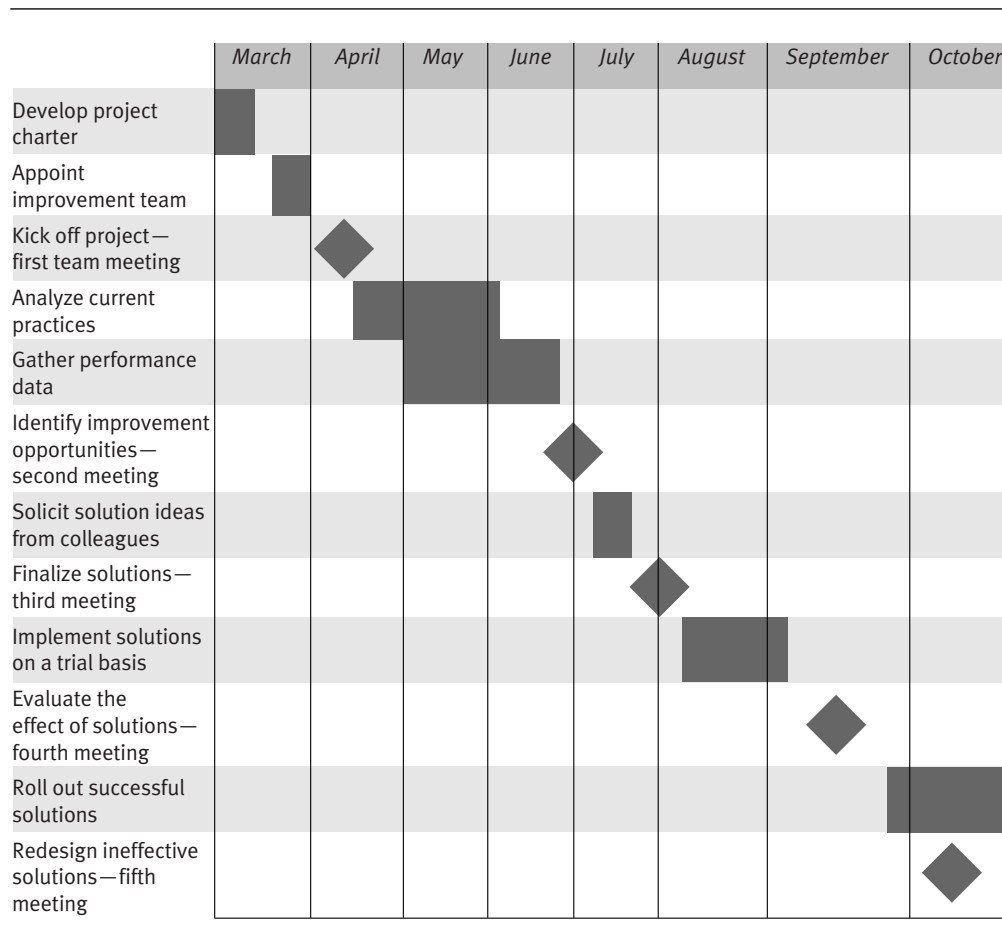 March April May June July August September October
Develop project
charter
Appoint
improvement team
Kick off project—
first team meeting
Analyze current
practices
Gather performance
data
Identify improvement
opportunities—
second meeting
Solicit solution ideas
from colleagues
Finalize solutions—
third meeting
Implement solutions
on a trial basis
Evaluate the
effect of solutions—
fourth meeting
Roll out successful
solutions
Redesign ineffective
solutions—fifth
meeting